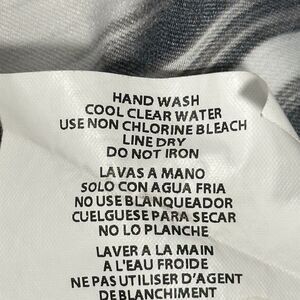 HAND WASH
COOL CLEAR WATER
USE NON CHLORINE BLEACH
LINE DRY
DO NOT IRON
LAVAS A MANO
SOLO CON AGUA FRIA
NO USE BLANQUEADOR
CUELGUESE PARA SECAR
NO LO PLANCHE
LAVER A LA MAIN
A L'EAU FROIDE
NE PAS UTILISER D'AGENT
DE BLANCHIMENT